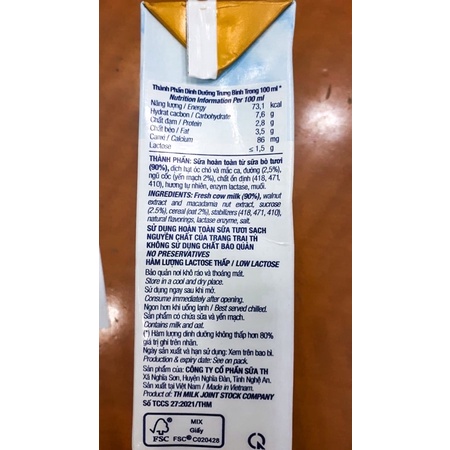 Thành Phần Dinh Dưỡng Trung Bình Trong 100 ml *
Nutrition Information Per 100 ml
Năng lượng / Energy 73,1 kcal
Hydrat cacbon / Carbohydrate 7,6 g
Chất đạm / Protein 2,8 g
Chất béo / Fat 3,5 g
Canxi / Calcium 86 mg
Lactose ≤ 1,5 g
THÀNH PHẦN: Sữa hoàn toàn từ sữa bò tươi
(90%), dịch hạt óc chó và mắc ca, đường (2,5%),
ngũ cốc (yến mạch 2%), chất ổn định (418, 471,
410), hương tự nhiên, enzym lactase, muối.
INGREDIENTS: Fresh cow milk (90%), walnut
extract and macadamia nut extract, sucrose
(2.5%), cereal (oat 2%), stabilizers (418, 471, 410),
natural flavorings, lactase enzyme, salt.
SỬ DỤNG HOÀN TOÀN SỮA TƯƠI SẠCH
NGUYÊN CHẤT CỦA TRANG TRẠI TH
KHÔNG SỬ DỤNG CHẤT BẢO QUẢN
NO PRESERVATIVES
HÀM LƯỢNG LACTOSE THẤP / LOW LACTOSE
Bảo quản nơi khô ráo và thoáng mát.
Store in a cool and dry place.
Sử dụng ngay sau khi mở.
Consume immediately after opening.
Ngon hơn khi uống lạnh / Best served chilled.
Sản phẩm có chứa sữa và yến mạch.
Contains milk and oat.
(*) Hàm lượng dinh dưỡng không thấp hơn 80%
giá trị ghi trên nhãn.
Ngày sản xuất và hạn sử dụng: Xem trên bao bì.
Production & expiry date: See on pack.
Sản phẩm của: CÔNG TY CỔ PHẦN SỮA TH
Xã Nghĩa Sơn, Huyện Nghĩa Đàn, Tỉnh Nghệ An.
Sản xuất tại Việt Nam / Made in Vietnam
Product of: TH MILK JOINT STOCK COMPANY
Số TCCS 27:2021/THM
MIX
Giấy
FSC FSC® C020428